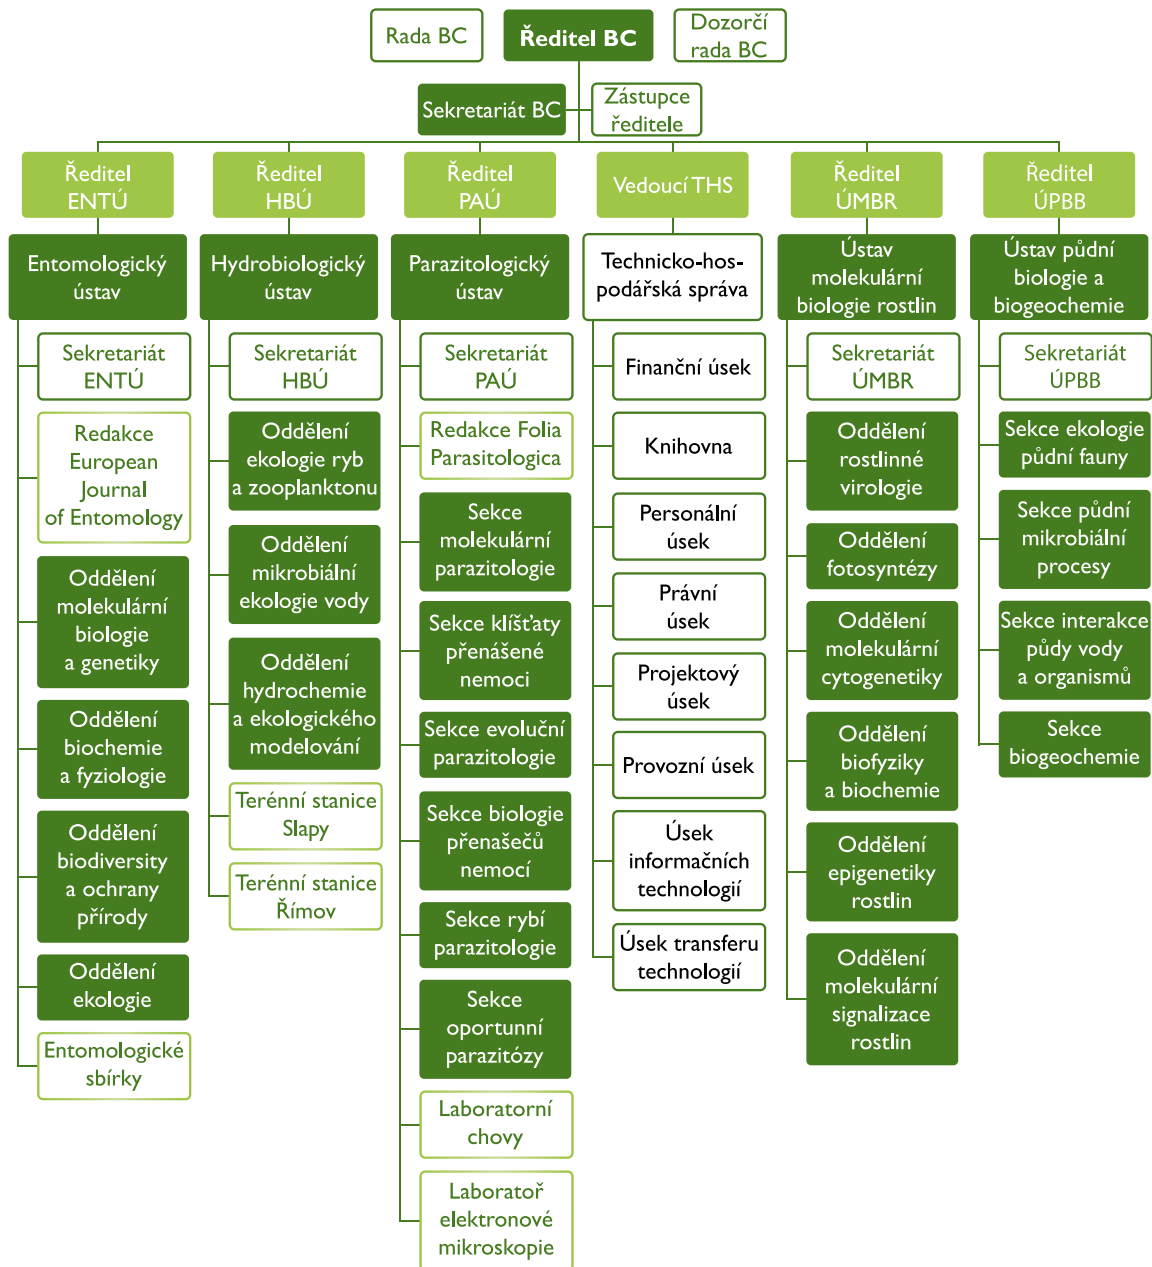 Rada BC
Ředitel BC
Dozorčí
rada BC
Sekretariát BC
Zástupce
ředitele
Ředitel
ENTÚ
Ředitel
HBÚ
Ředitel
PAÚ
Vedoucí THS
Ředitel
ÚMBR
Ředitel
ÚPBB
Entomologický
ústav
Hydrobiologický
ústav
Parazitologický
ústav
Technicko-hos-
podářská správa
Ústav
molekulární
biologie rostlin
Ústav půdní
biologie a
biogeochemie
Sekretariát
ENTÚ
Redakce
European
Journal
of Entomology
Oddělení
molekulární
biologie
a genetiky
Oddělení
biochemie
a fyziologie
Oddělení
biodiversity
a ochrany
přírody
Oddělení
ekologie
Entomologické
sbírky
Sekretariát
HBÚ
Oddělení
ekologie ryb
a zooplanktonu
Oddělení
mikrobiální
ekologie vody
Oddělení
hydrochemie
a ekologického
modelování
Terénní stanice
Slapy
Terénní stanice
Římov
Sekretariát
PAÚ
Redakce Folia
Parasitologica
Sekce
molekulární
parazitologie
Sekce klíšťaty
přenášené
nemoci
Sekce evoluční
parazitologie
Sekce biologie
přenašečů
nemocí
Sekce rybí
parazitologie
Sekce
oportunní
parazitózy
Laboratorní
chovy
Laboratoř
elektronové
mikroskopie
Finanční úsek
Knihovna
Personální
úsek
Právní
úsek
Projektový
úsek
Provozní úsek
Úsek
informačních
technologií
Úsek transferu
technologií
Sekretariát
ÚMBR
Oddělení
rostlinné
virologie
Oddělení
fotosyntézy
Oddělení
molekulární
cytogenetiky
Oddělení
biofyziky
a biochemie
Oddělení
epigenetiky
rostlin
Oddělení
molekulární
signalizace
rostlin
Sekretariát
ÚPBB
Sekce ekologie
půdní fauny
Sekce půdní
mikrobiální
procesy
Sekce interakce
půdy vody
a organismů
Sekce
biogeochemie